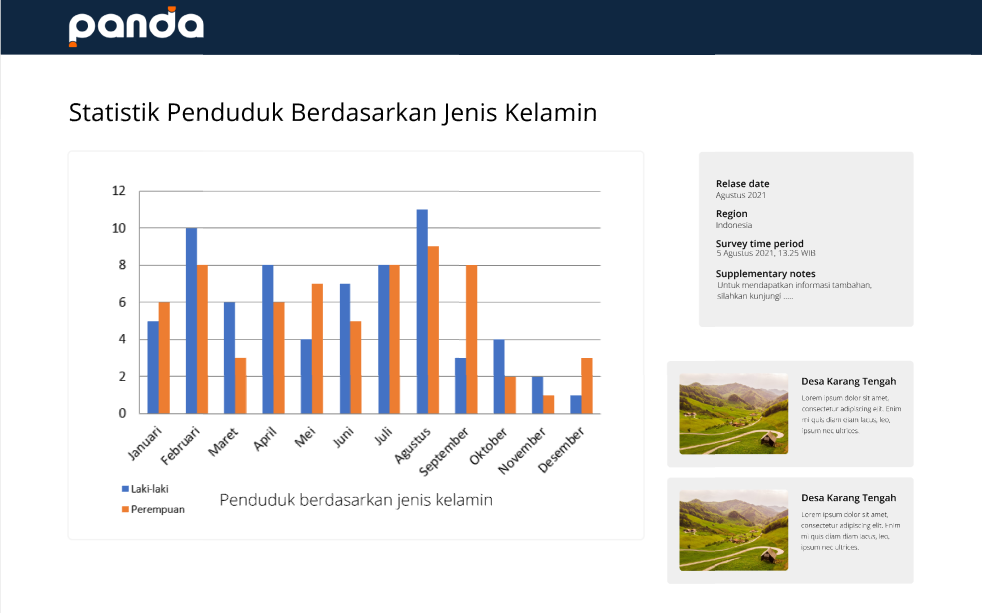 panda
Statistik Penduduk Berdasarkan Jenis Kelamin
12
10
8
6
4
2
0
Januari
Februari
Maret
April
Mei
Juni
Juli
Agustus
September
Oktober
November
Desember
Laki-laki
Perempuan
Penduduk berdasarkan jenis kelamin
Relase date
Agustus 2021
Region
Indonesia
Survey time period
5 Agustus 2021, 13.25 WIB
Supplementary notes
Untuk mendapatkan informasi tambahan,
silahkan kunjungi .....
Desa Karang Tengah
Lorem ipsum dolor sit amet,
consectetur adipiscing elit. Enim
mi quis diam diam lacus, leo,
ipsum nec ultrices.
Desa Karang Tengah
Lorem ipsum dolor sit amet,
consectetur adipiscing elit. Enim
mi quis diam diam lacus, leo,
ipsum nec ultrices.